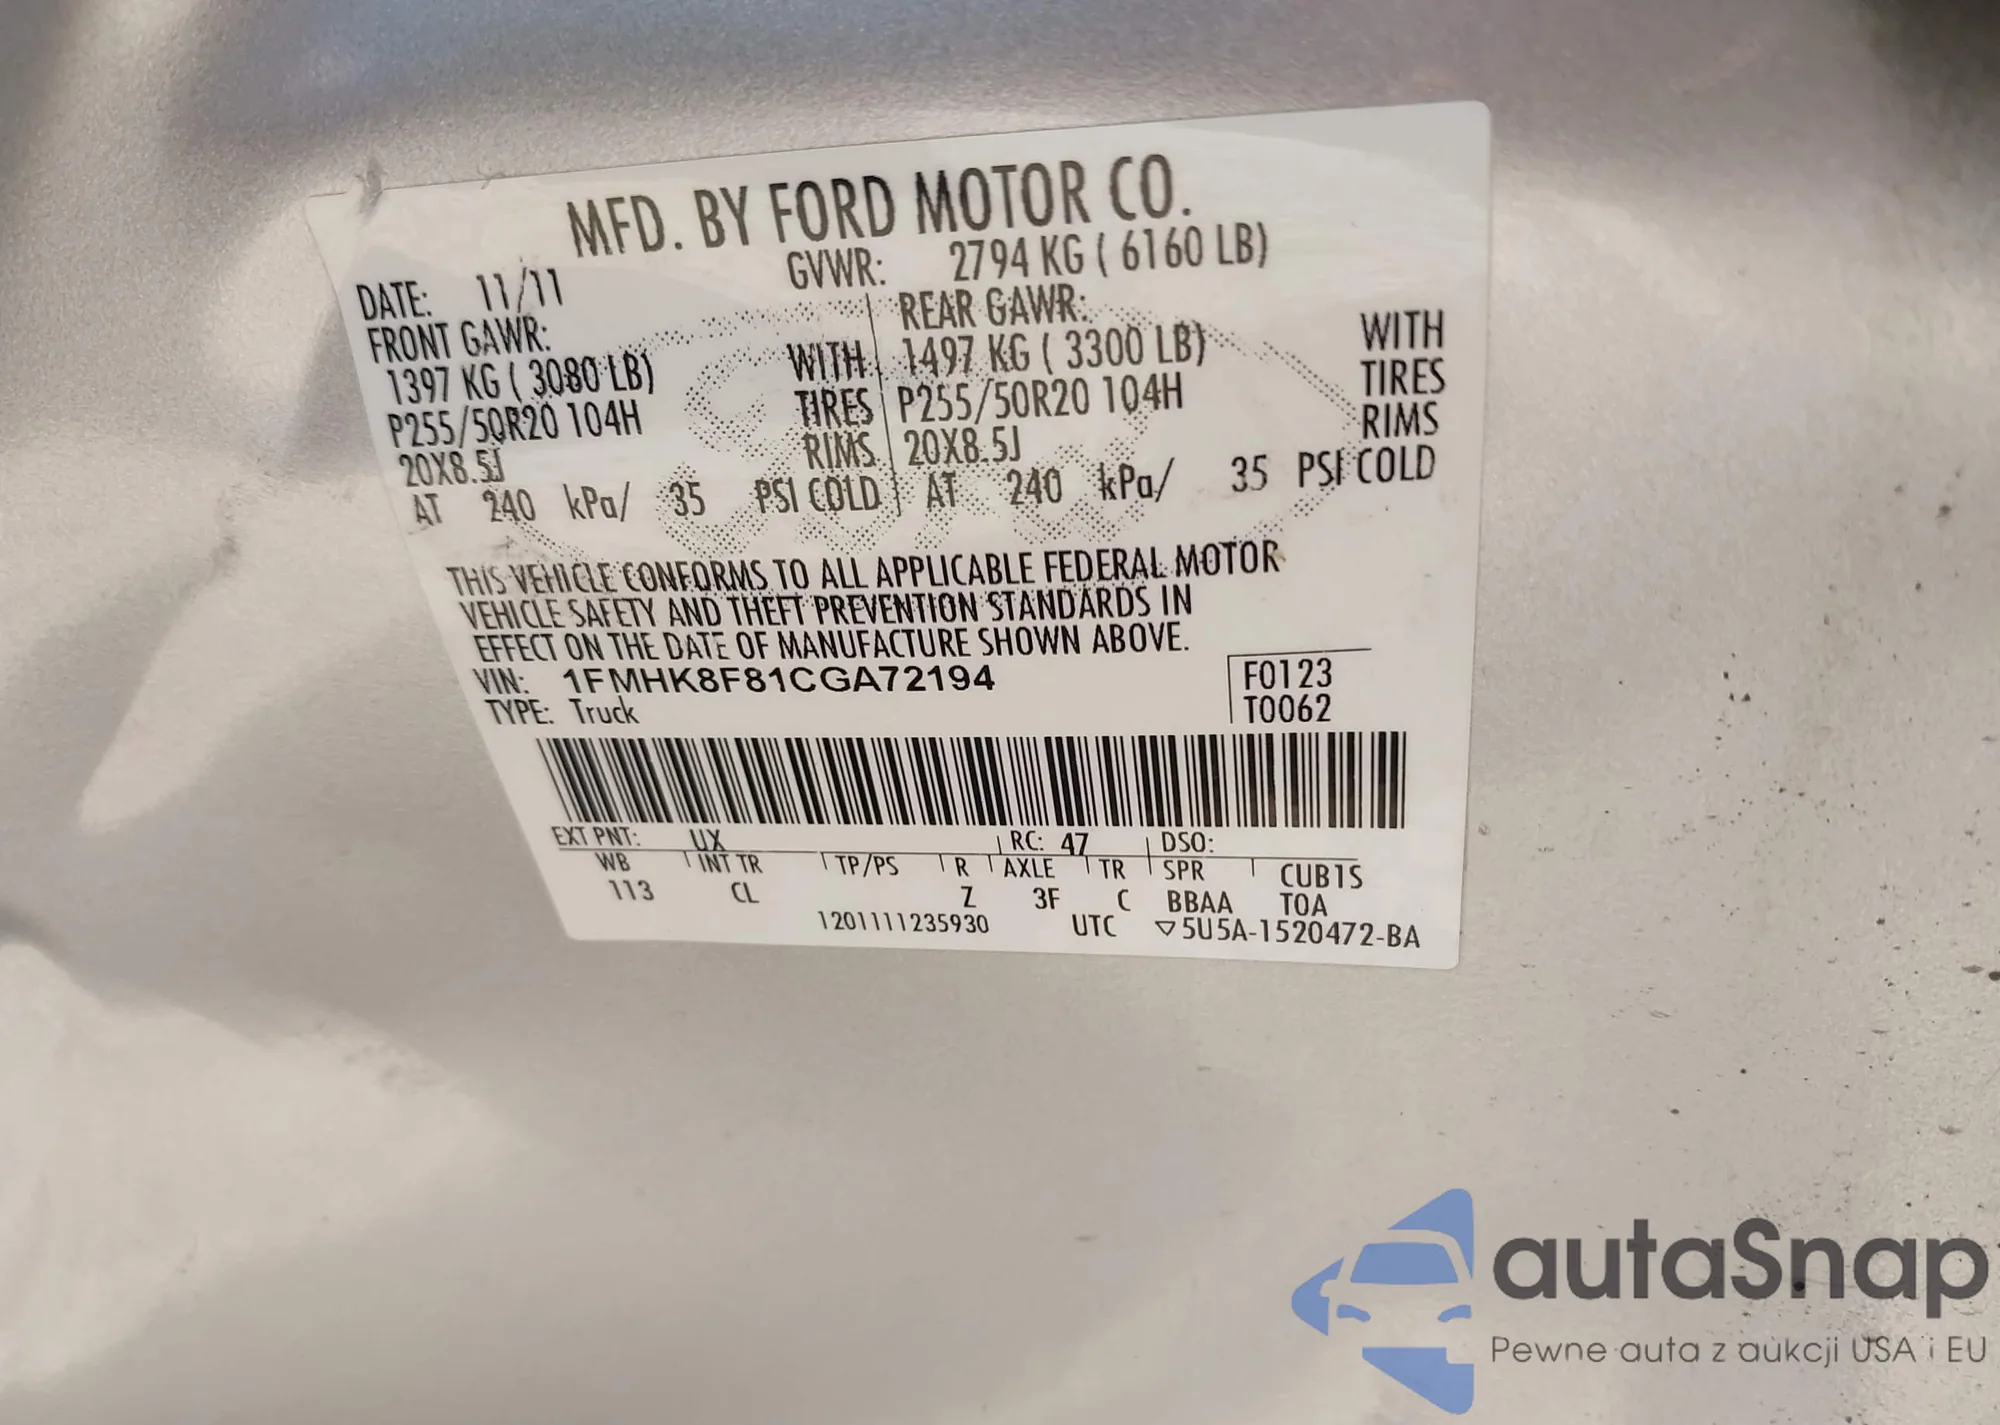 MFD. BY FORD MOTOR CO.
DATE: 11/11 GVWR: 2794 KG ( 6160 LB)
FRONT GAWR: REAR GAWR:
1397 KG ( 3080 LB) WITH 1497 KG ( 3300 LB) WITH
P255/50R20 104H TIRES P255/50R20 104H TIRES
20X8.5J RIMS 20X8.5J RIMS
AT 240 kPa/ 35 PSI COLD AT 240 kPa/ 35 PSI COLD
THIS VEHICLE CONFORMS TO ALL APPLICABLE FEDERAL MOTOR
VEHICLE SAFETY AND THEFT PREVENTION STANDARDS IN
EFFECT ON THE DATE OF MANUFACTURE SHOWN ABOVE.
VIN: 1FMHK8F81CGA72194 F0123
TYPE: Truck T0062
EXT PNT: UX RC: 47 DSO:
WB INT TR TP/PS R AXLE TR SPR CUB1S
113 CL Z 3F C BBAA TOA
1201111235930 UTC ▽5U5A-1520472-BA
autaSnap
Pewne auta z aukcji USA i EU